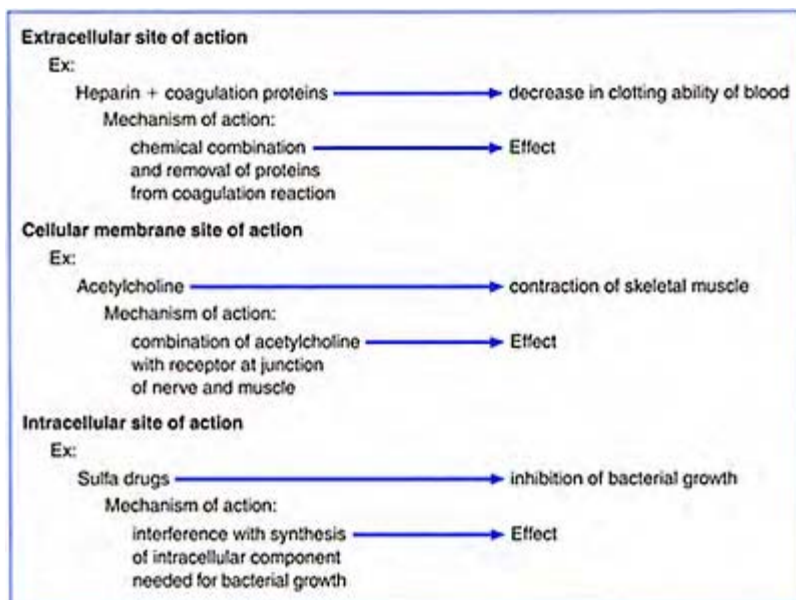 Extracellular site of action
Ex:
Heparin + coagulation proteins decrease in clotting ability of blood
Mechanism of action:
chemical combination Effect
and removal of proteins
from coagulation reaction
Cellular membrane site of action
Ex:
Acetylcholine contraction of skeletal muscle
Mechanism of action:
combination of acetylcholine Effect
with receptor at junction
of nerve and muscle
Intracellular site of action
Ex:
Sulfa drugs inhibition of bacterial growth
Mechanism of action:
interference with synthesis Effect
of intracellular component
needed for bacterial growth